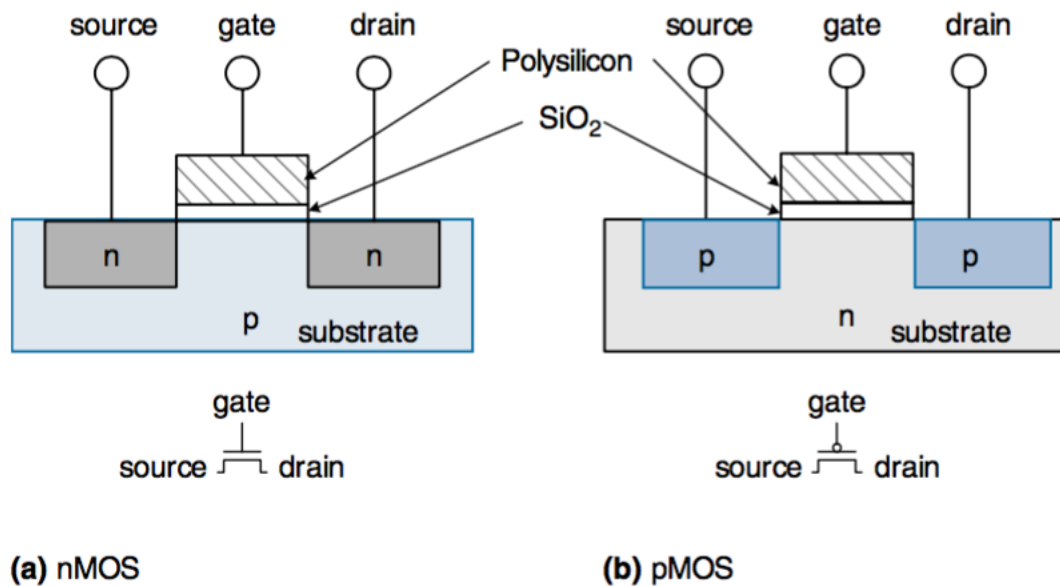 source gate drain
source gate drain
Polysilicon
SiO₂
n n
p
substrate
p p
n
substrate
gate
source drain
gate
source drain
(a) nMOS
(b) pMOS